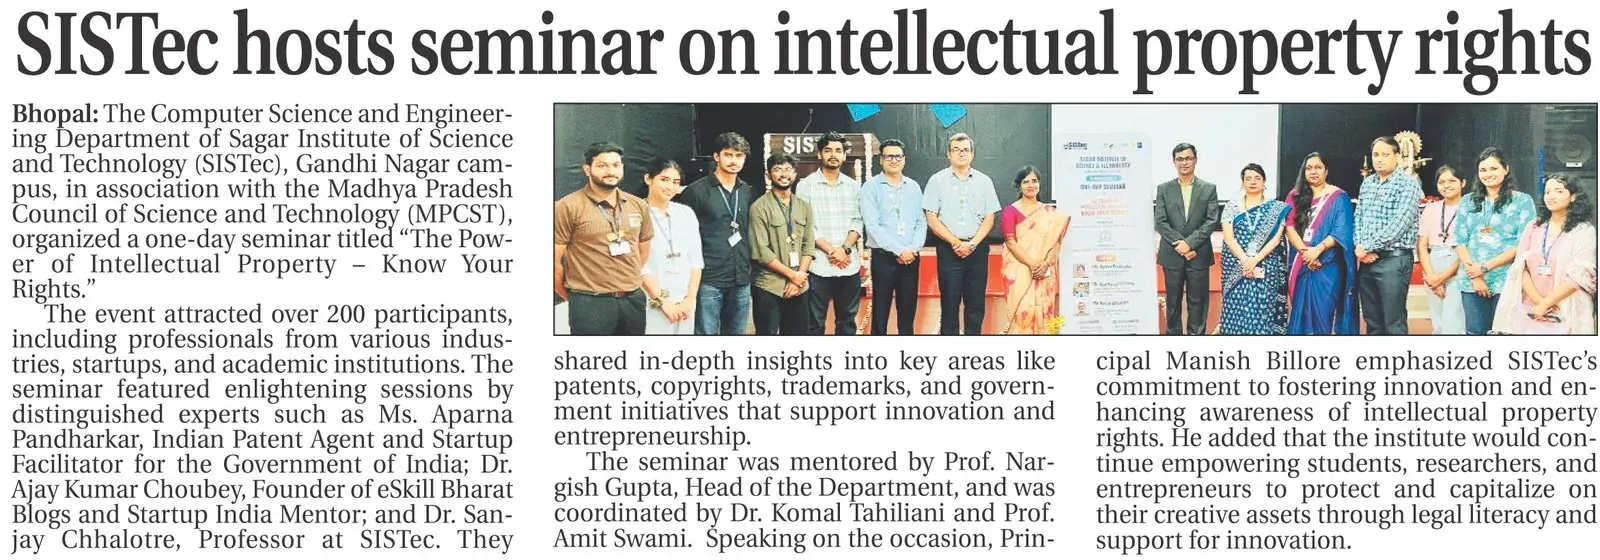 SISTec hosts seminar on intellectual property rights
Bhopal: The Computer Science and Engineer-
ing Department of Sagar Institute of Science
and Technology (SISTec), Gandhi Nagar cam-
pus, in association with the Madhya Pradesh
Council of Science and Technology (MPCST),
organized a one-day seminar titled “The Pow-
er of Intellectual Property – Know Your
Rights.”
The event attracted over 200 participants,
including professionals from various indus-
tries, startups, and academic institutions. The
seminar featured enlightening sessions by
distinguished experts such as Ms. Aparna
Pandharkar, Indian Patent Agent and Startup
Facilitator for the Government of India; Dr.
Ajay Kumar Choubey, Founder of eSkill Bharat
Blogs and Startup India Mentor; and Dr. San-
jay Chhalotre, Professor at SISTec. They
SIS
SISTec
SAGAR INSTITUTE OF
SCIENCE & TECHNOLOGY
ONE-DAY SEMINAR
shared in-depth insights into key areas like
patents, copyrights, trademarks, and govern-
ment initiatives that support innovation and
entrepreneurship.
The seminar was mentored by Prof. Nar-
gish Gupta, Head of the Department, and was
coordinated by Dr. Komal Tahiliani and Prof.
Amit Swami. Speaking on the occasion, Prin-
cipal Manish Billore emphasized SISTec’s
commitment to fostering innovation and en-
hancing awareness of intellectual property
rights. He added that the institute would con-
tinue empowering students, researchers, and
entrepreneurs to protect and capitalize on
their creative assets through legal literacy and
support for innovation.